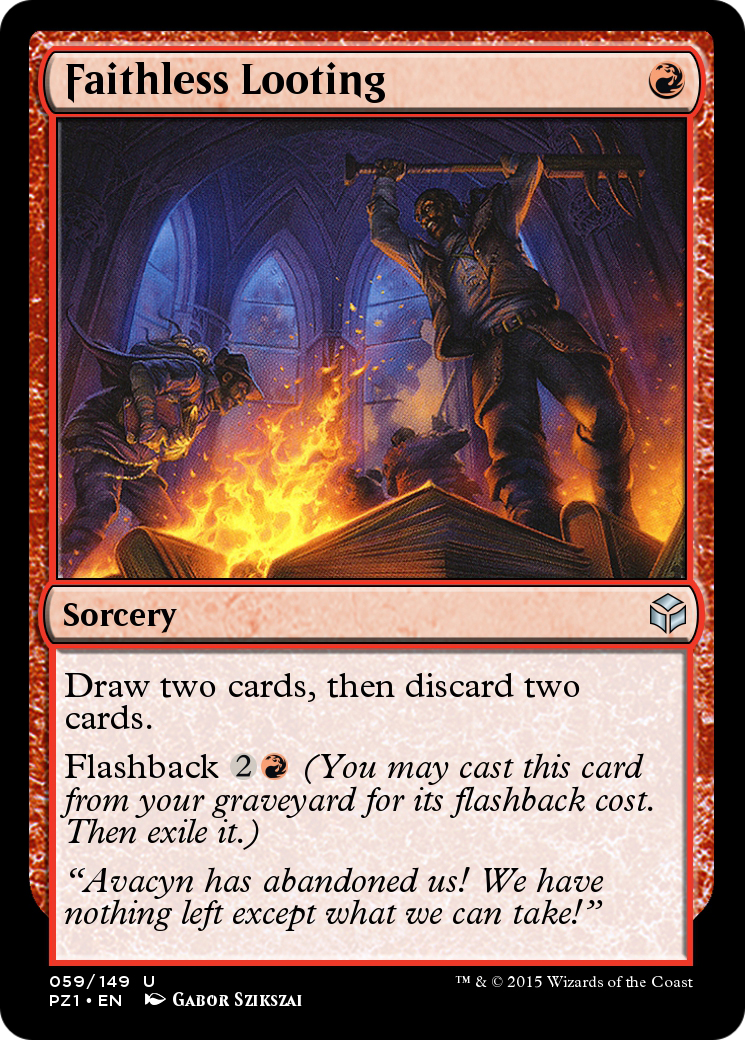 Faithless Looting
Sorcery
Draw two cards, then discard two
cards.
Flashback 2 (You may cast this card
from your graveyard for its flashback cost.
Then exile it.)
“Avacyn has abandoned us! We have
nothing left except what we can take!”
059/149 U
PZ1 • EN Gabor Szikszai
™ & © 2015 Wizards of the Coast